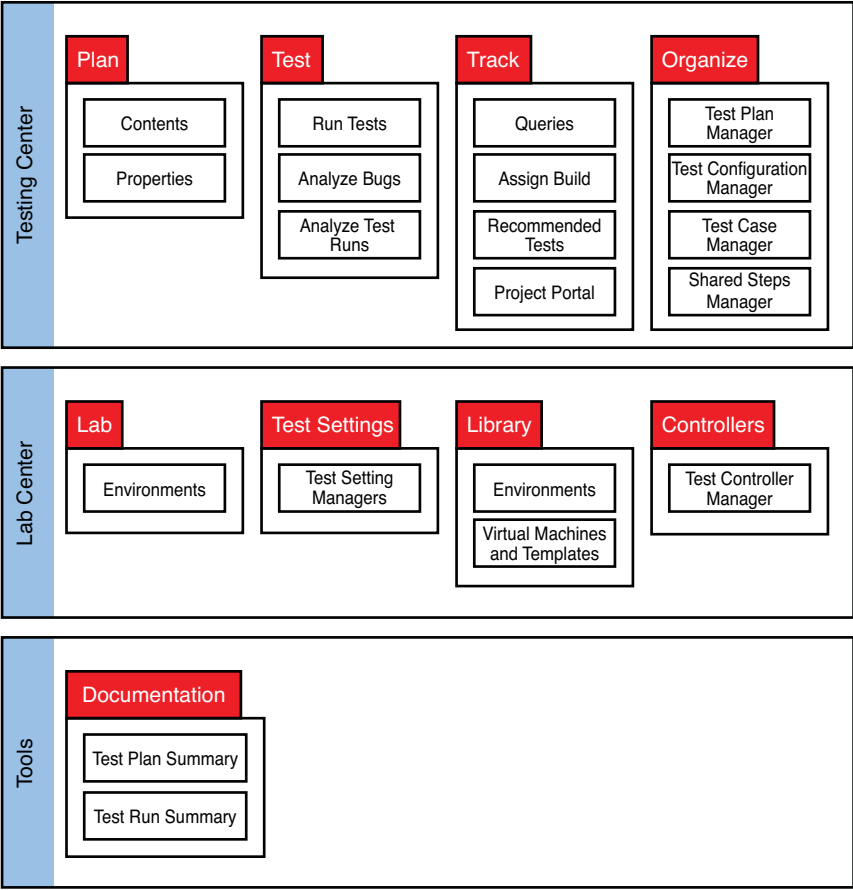 Testing Center
Plan
Contents
Properties
Test
Run Tests
Analyze Bugs
Analyze Test
Runs
Track
Queries
Assign Build
Recommended
Tests
Project Portal
Organize
Test Plan
Manager
Test Configuration
Manager
Test Case
Manager
Shared Steps
Manager
Lab Center
Lab
Environments
Test Settings
Test Setting
Managers
Library
Environments
Virtual Machines
and Templates
Controllers
Test Controller
Manager
Tools
Documentation
Test Plan Summary
Test Run Summary